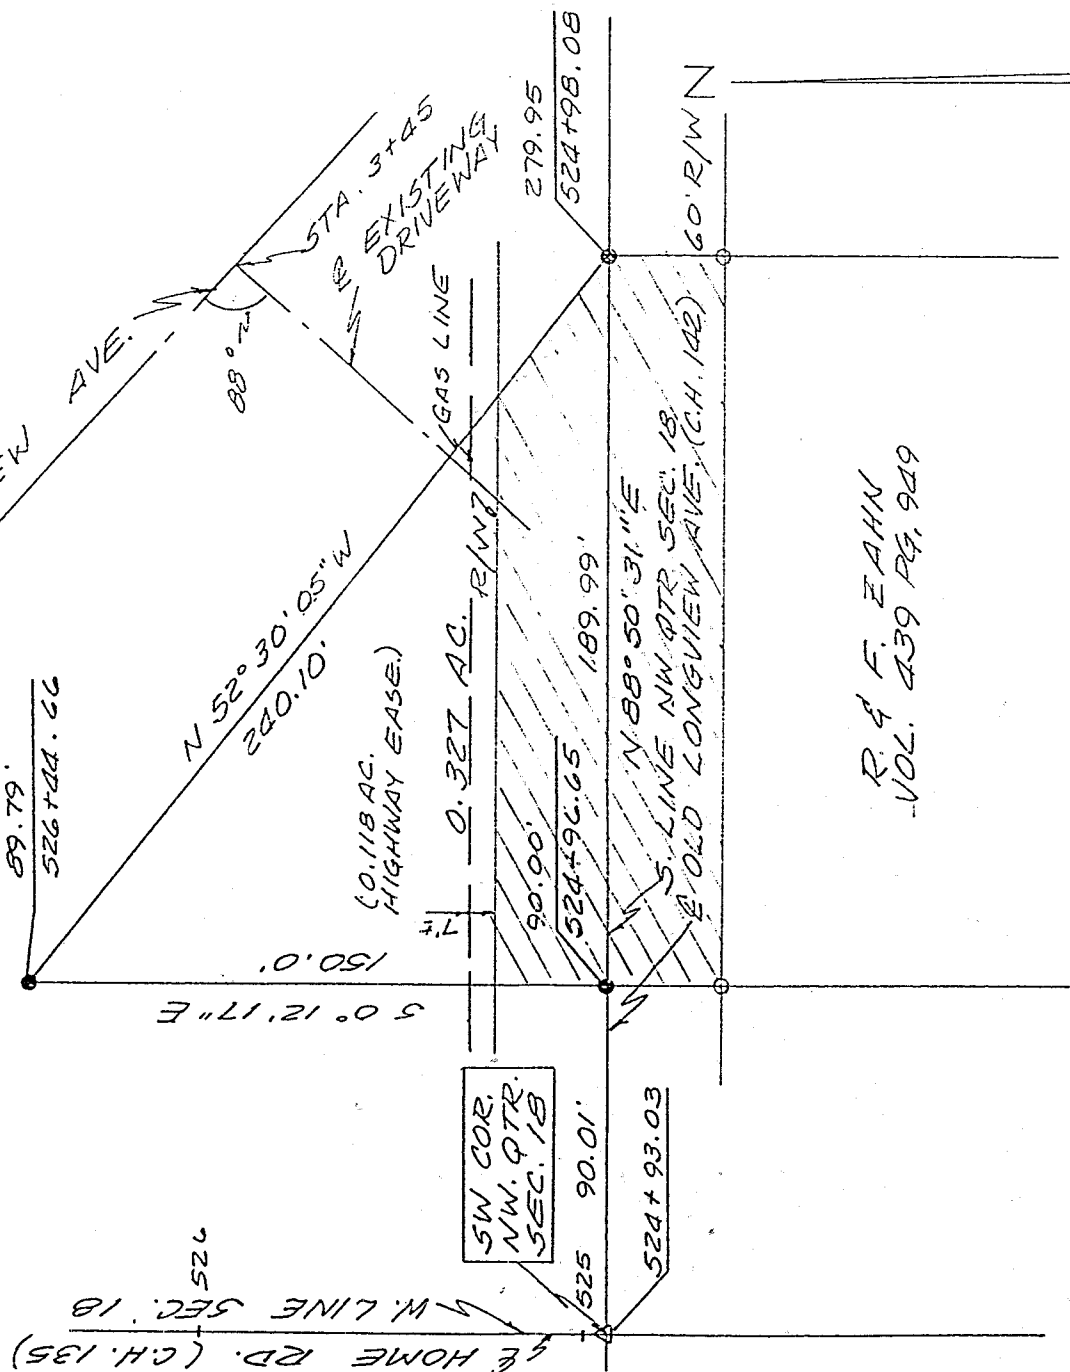 89.79'
526+44.66
AVE.
STA. 3+45
88°±
℄ EXISTING
DRIVEWAY
279.95
524+98.08
N
60' R/W
N 52° 30' 05" W
240.10'
(0.118 AC.
HIGHWAY EASE.)
0.327 AC.
R/W
GAS LINE
7'±
S 0° 12' 17" E
150.0'
90.00'
524+96.65
189.99'
N 88° 50' 31" E
S. LINE NW. QTR. SEC. 18
℄ OLD LONGVIEW AVE. (C.H. 142)
R. & F. ZAHN
VOL. 439 PG. 949
SW COR.
NW. QTR.
SEC. 18
90.01'
524+93.03
525
526
W. LINE SEC. 18
℄ HOME RD. (C.H. 135)